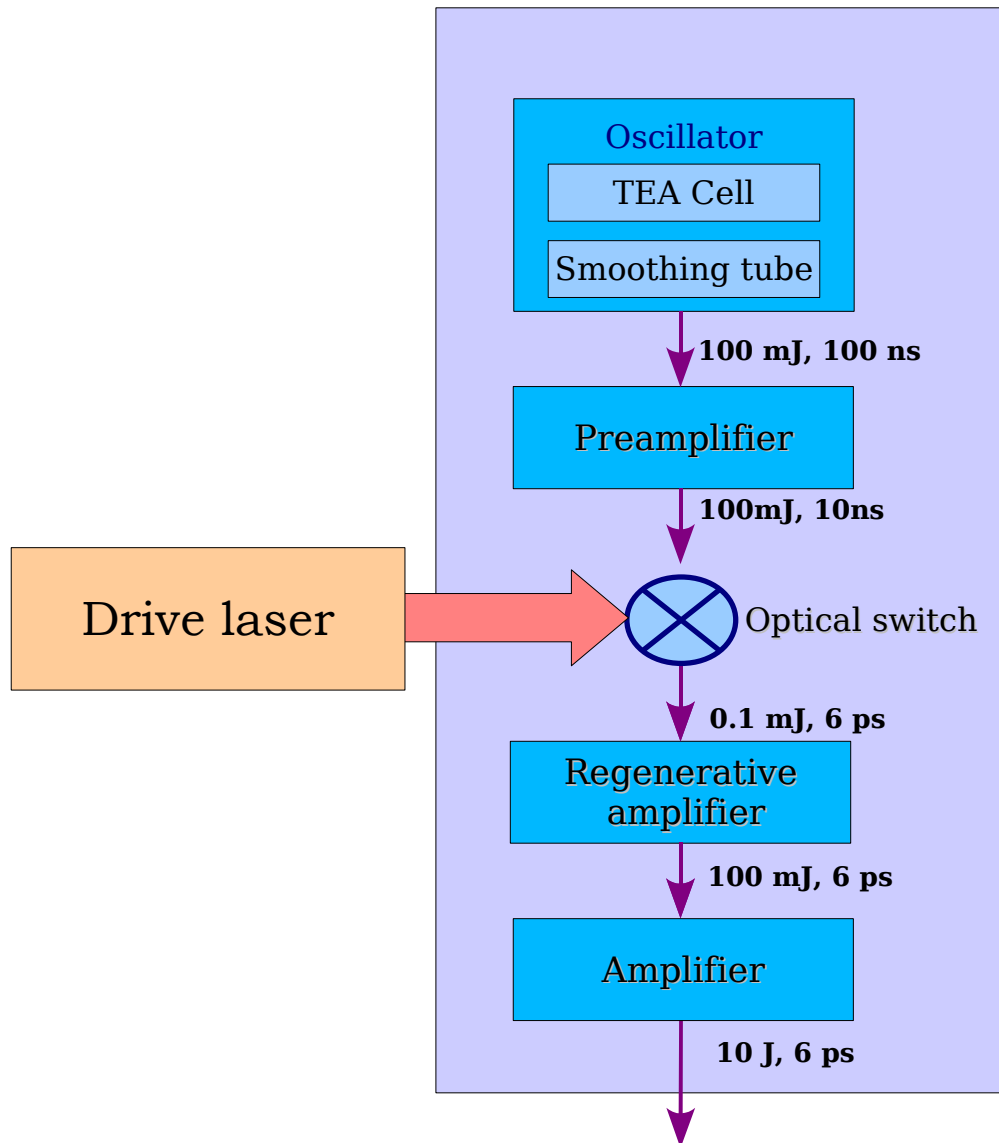 Oscillator
TEA Cell
Smoothing tube
100 mJ, 100 ns
Preamplifier
100mJ, 10ns
Drive laser
Optical switch
0.1 mJ, 6 ps
Regenerative
amplifier
100 mJ, 6 ps
Amplifier
10 J, 6 ps